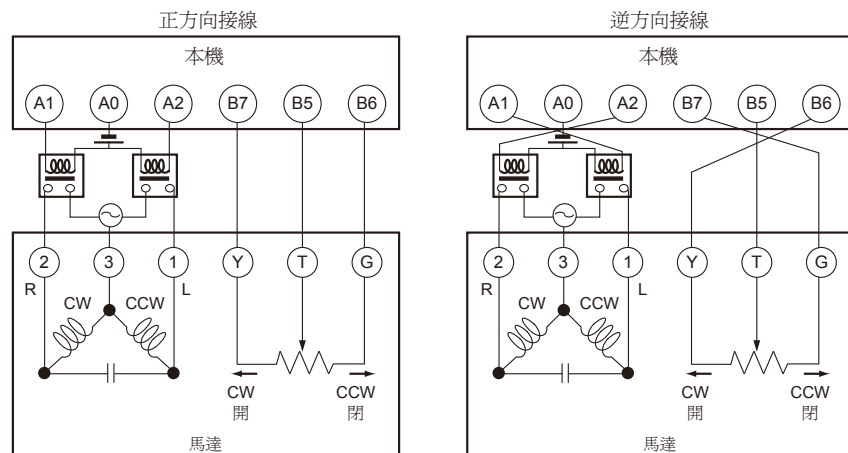 正方向接線
本機
A1 A0 A2 B7 B5 B6
2 3 1 Y T G
R L
CW CCW
CW CCW
開 閉
馬達
逆方向接線
本機
A1 A0 A2 B7 B5 B6
2 3 1 Y T G
R L
CW CCW
CW CCW
開 閉
馬達